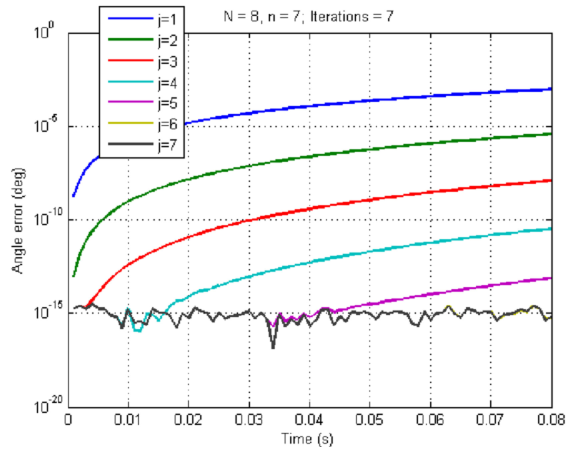 N = 8, n = 7; Iterations = 7
j=1
j=2
j=3
j=4
j=5
j=6
j=7
Angle error (deg)
10^0
10^-5
10^-10
10^-15
10^-20
0 0.01 0.02 0.03 0.04 0.05 0.06 0.07 0.08
Time (s)